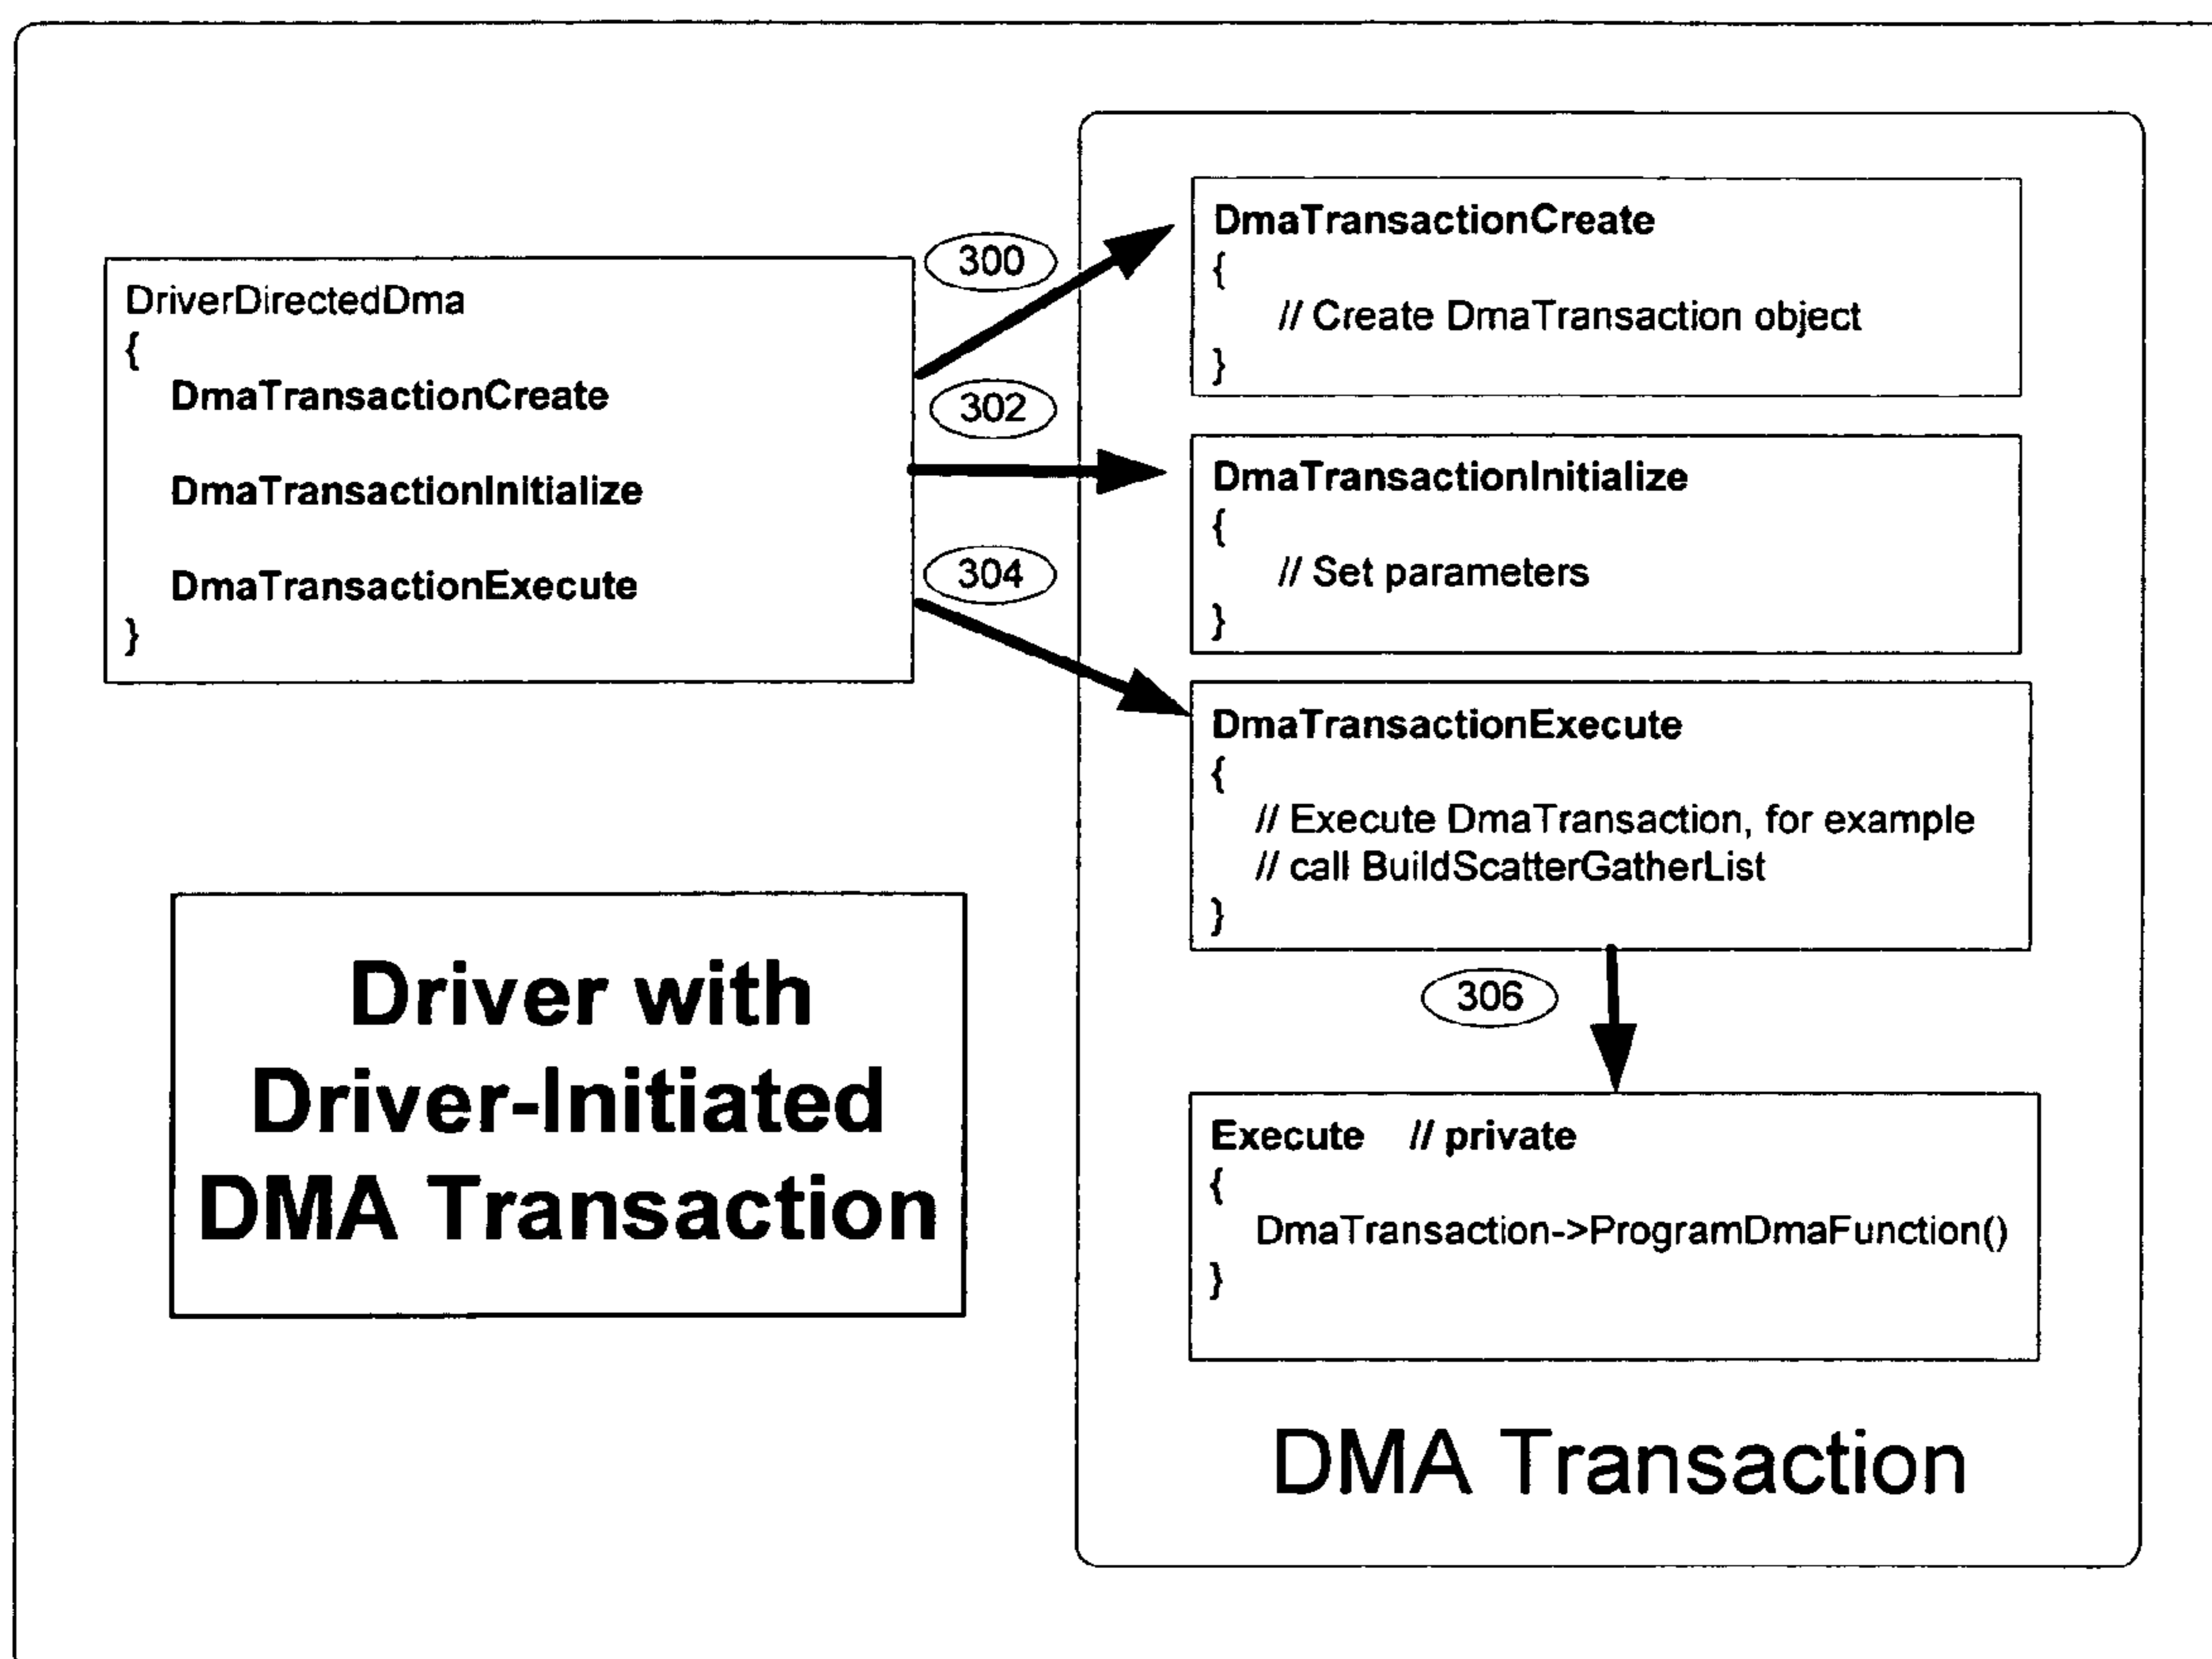 DriverDirectedDma
{
DmaTransactionCreate
DmaTransactionInitialize
DmaTransactionExecute
}
300
302
304
DmaTransactionCreate
{
// Create DmaTransaction object
}
DmaTransactionInitialize
{
// Set parameters
}
DmaTransactionExecute
{
// Execute DmaTransaction, for example
// call BuildScatterGatherList
}
306
Execute // private
{
DmaTransaction->ProgramDmaFunction()
}
DMA Transaction
Driver with
Driver-Initiated
DMA Transaction